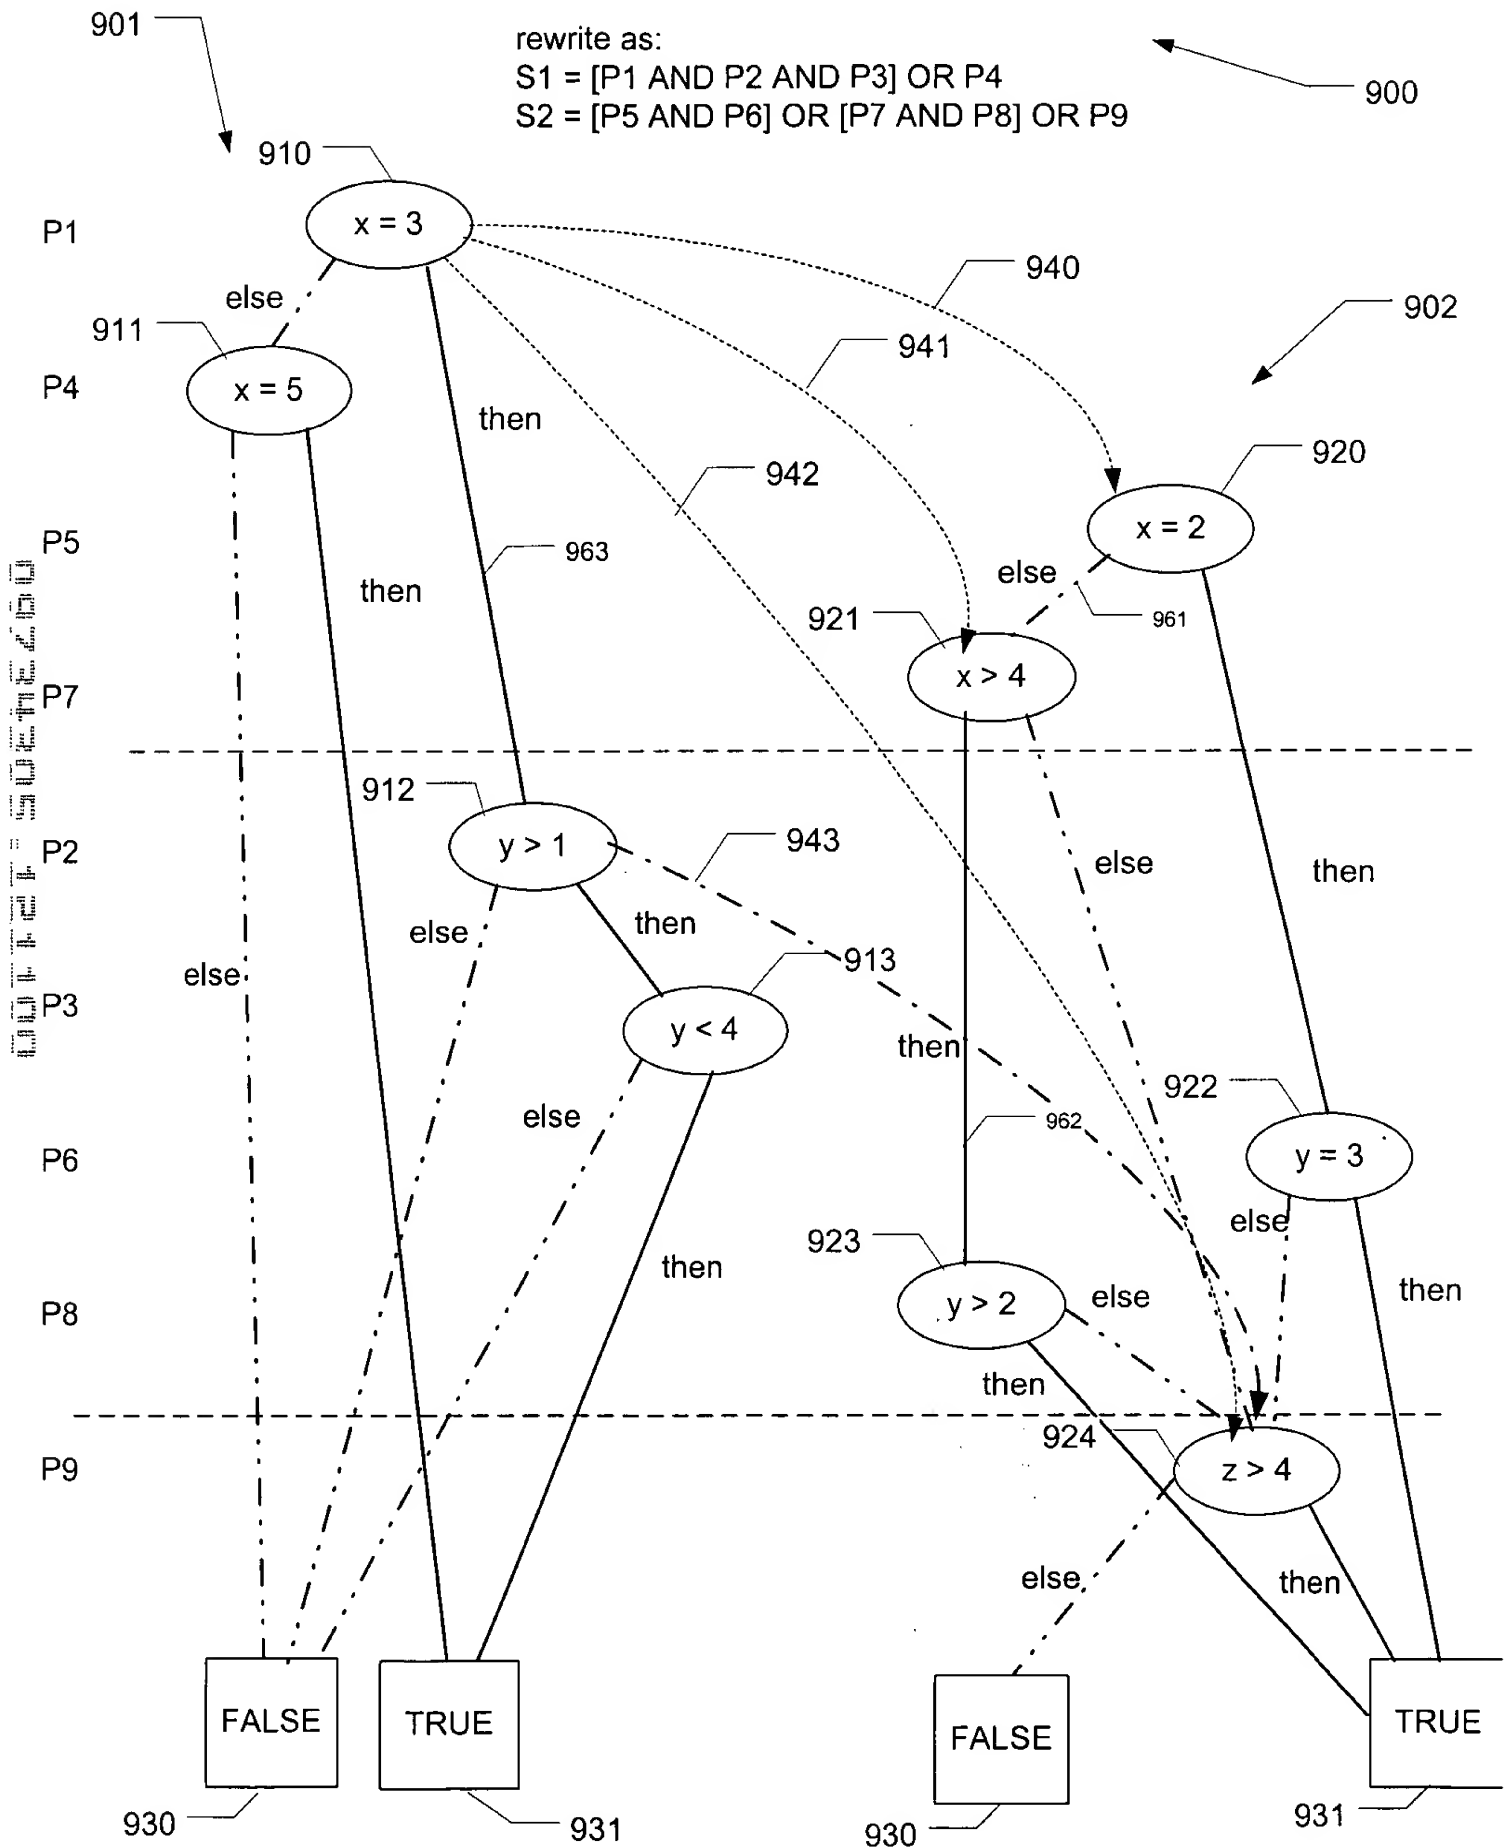 901
rewrite as:
S1 = [P1 AND P2 AND P3] OR P4
S2 = [P5 AND P6] OR [P7 AND P8] OR P9
900
910
P1
x = 3
940
else
902
911
941
P4
x = 5
then
920
942
x = 2
P5
963
else
then
921
961
x > 4
P7
912
943
P2
y > 1
else
then
then
else
913
else
P3
y < 4
then
922
else
962
P6
y = 3
else
923
then
then
P8
y > 2
else
then
924
P9
z > 4
else
then
FALSE
TRUE
FALSE
TRUE
930
931
930
931